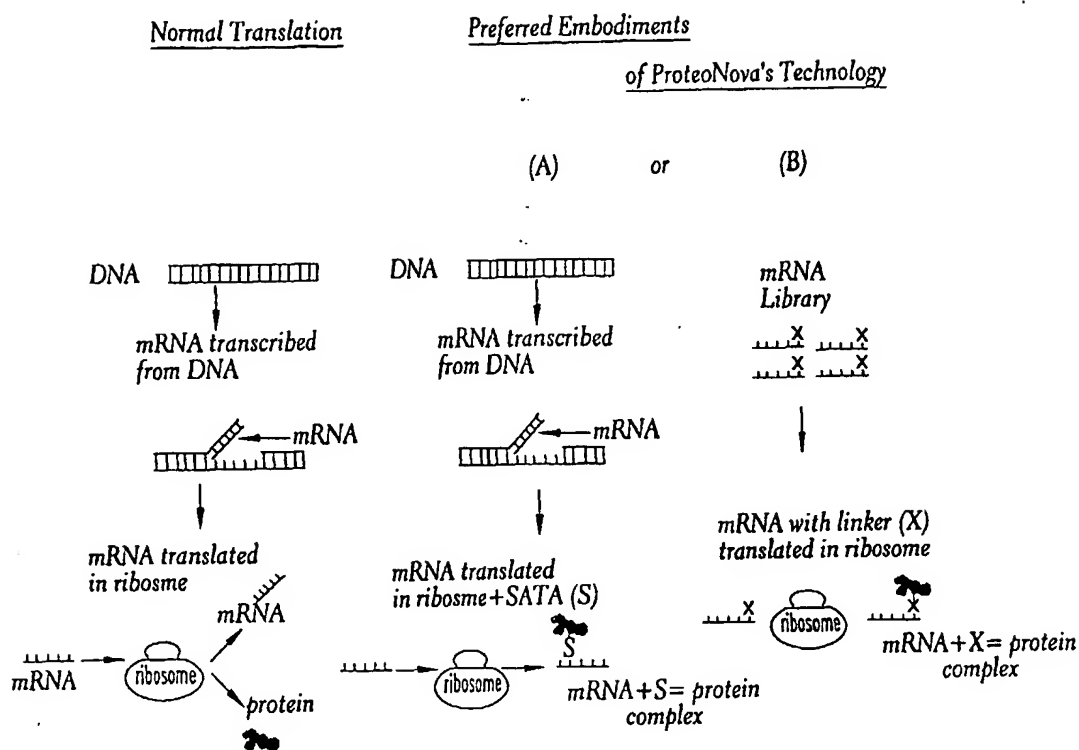 Normal Translation
Preferred Embodiments
of ProteoNova's Technology
(A) or (B)
DNA
mRNA transcribed
from DNA
mRNA
mRNA translated
in ribosme
mRNA
mRNA
ribosome
protein
DNA
mRNA transcribed
from DNA
mRNA
mRNA translated
in ribosme+SATA (S)
S
ribosome
mRNA+S= protein
complex
mRNA
Library
X X
X X
mRNA with linker (X)
translated in ribosome
X
ribosome
X
mRNA+X= protein
complex